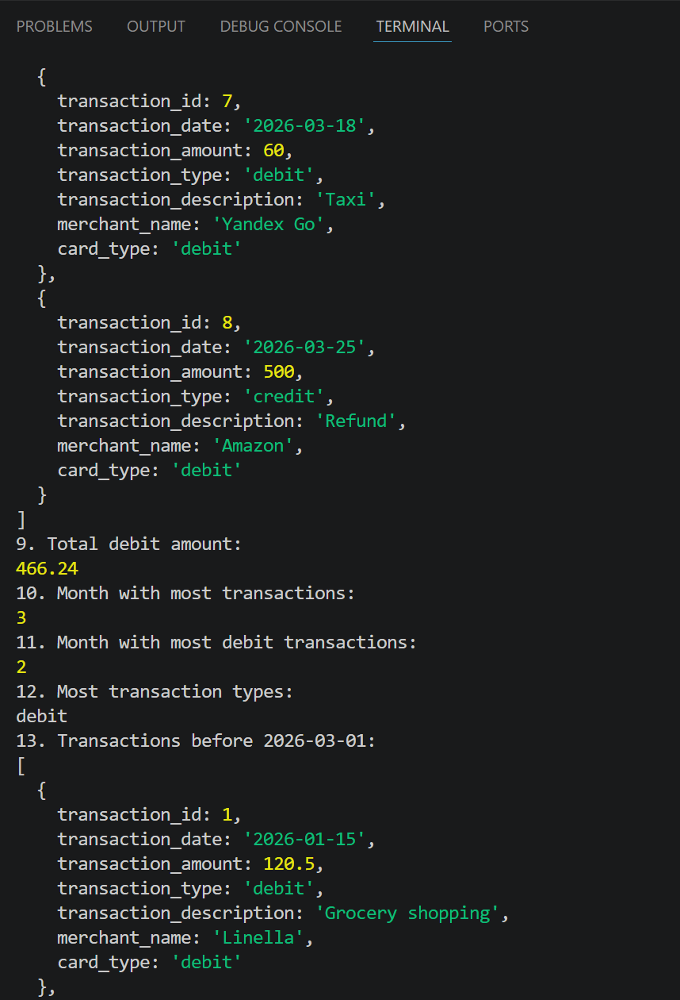 PROBLEMS OUTPUT DEBUG CONSOLE TERMINAL PORTS
  {
    transaction_id: 7,
    transaction_date: '2026-03-18',
    transaction_amount: 60,
    transaction_type: 'debit',
    transaction_description: 'Taxi',
    merchant_name: 'Yandex Go',
    card_type: 'debit'
  },
  {
    transaction_id: 8,
    transaction_date: '2026-03-25',
    transaction_amount: 500,
    transaction_type: 'credit',
    transaction_description: 'Refund',
    merchant_name: 'Amazon',
    card_type: 'debit'
  }
]
9. Total debit amount:
466.24
10. Month with most transactions:
3
11. Month with most debit transactions:
2
12. Most transaction types:
debit
13. Transactions before 2026-03-01:
[
  {
    transaction_id: 1,
    transaction_date: '2026-01-15',
    transaction_amount: 120.5,
    transaction_type: 'debit',
    transaction_description: 'Grocery shopping',
    merchant_name: 'Linella',
    card_type: 'debit'
  },